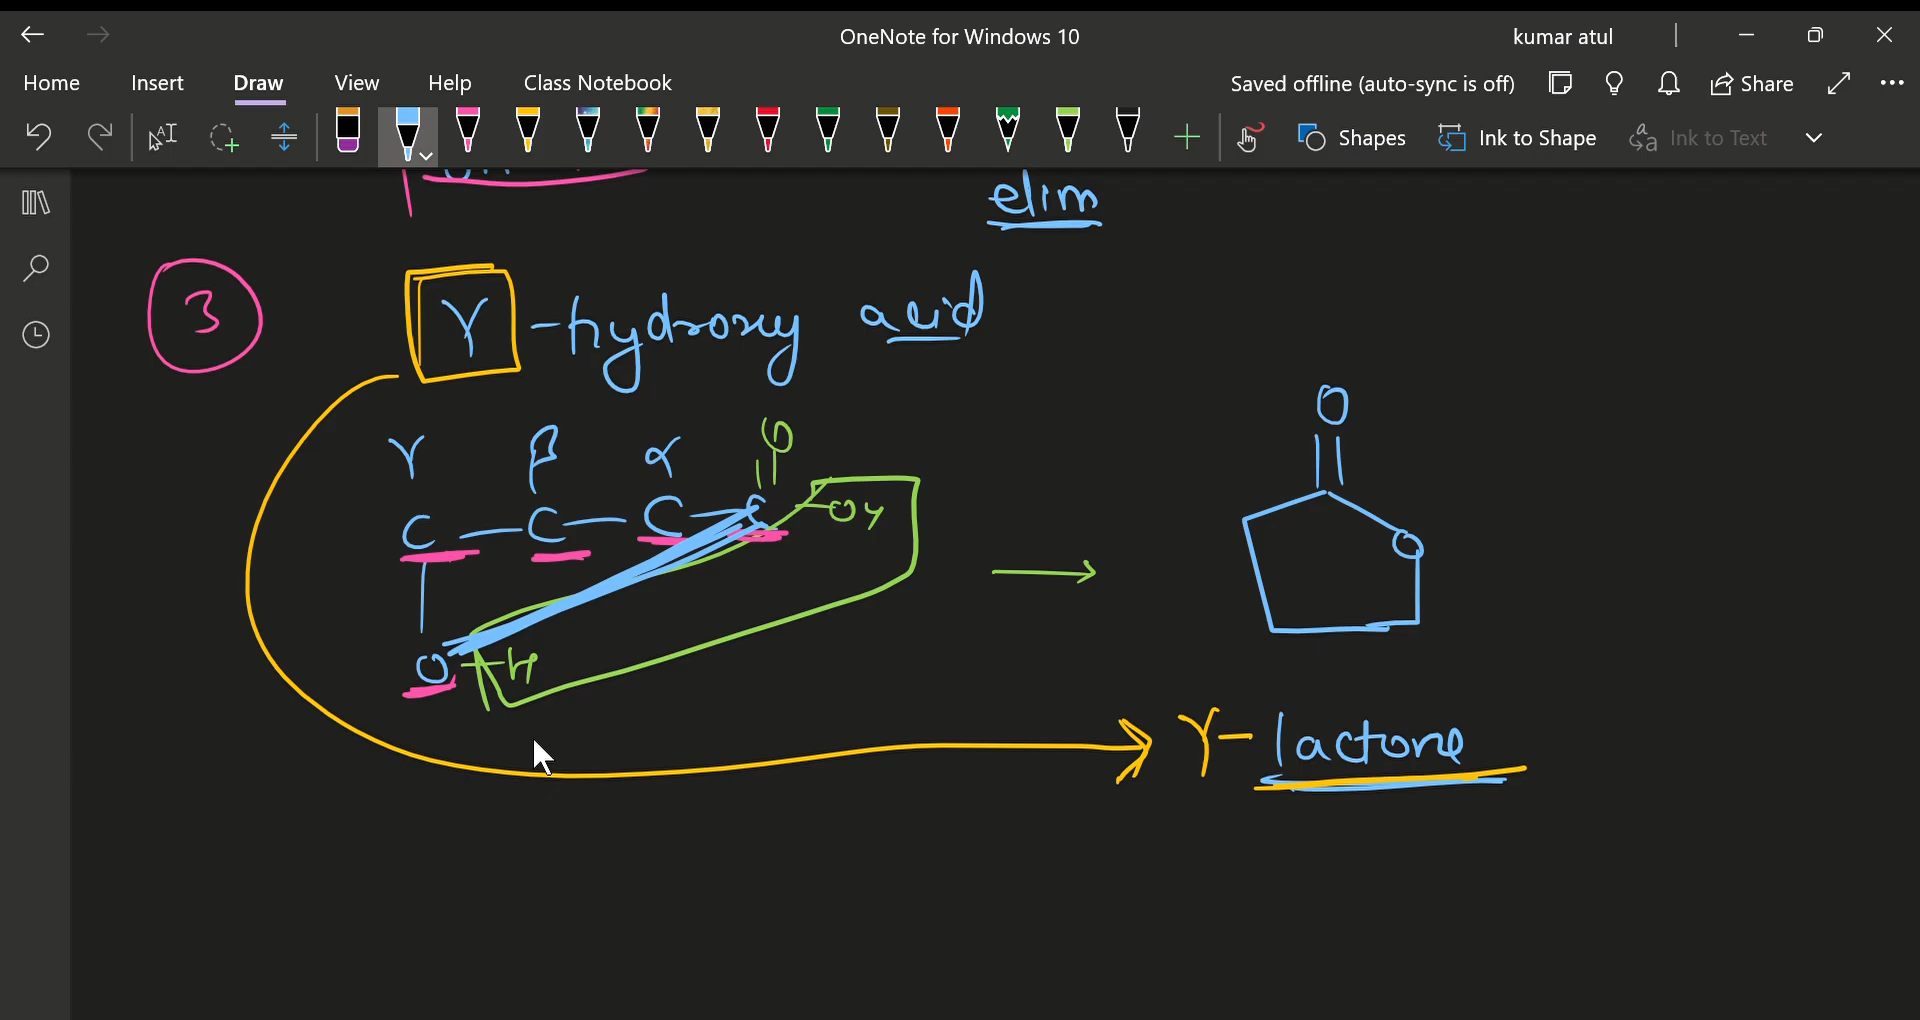 OneNote for Windows 10
kumar atul
Home Insert Draw View Help Class Notebook
Saved offline (auto-sync is off) Share
Shapes Ink to Shape Ink to Text
elim
3
γ -hydroxy acid
γ β α O
C — C — C — C — OH
O
O — H
O
γ - lactone